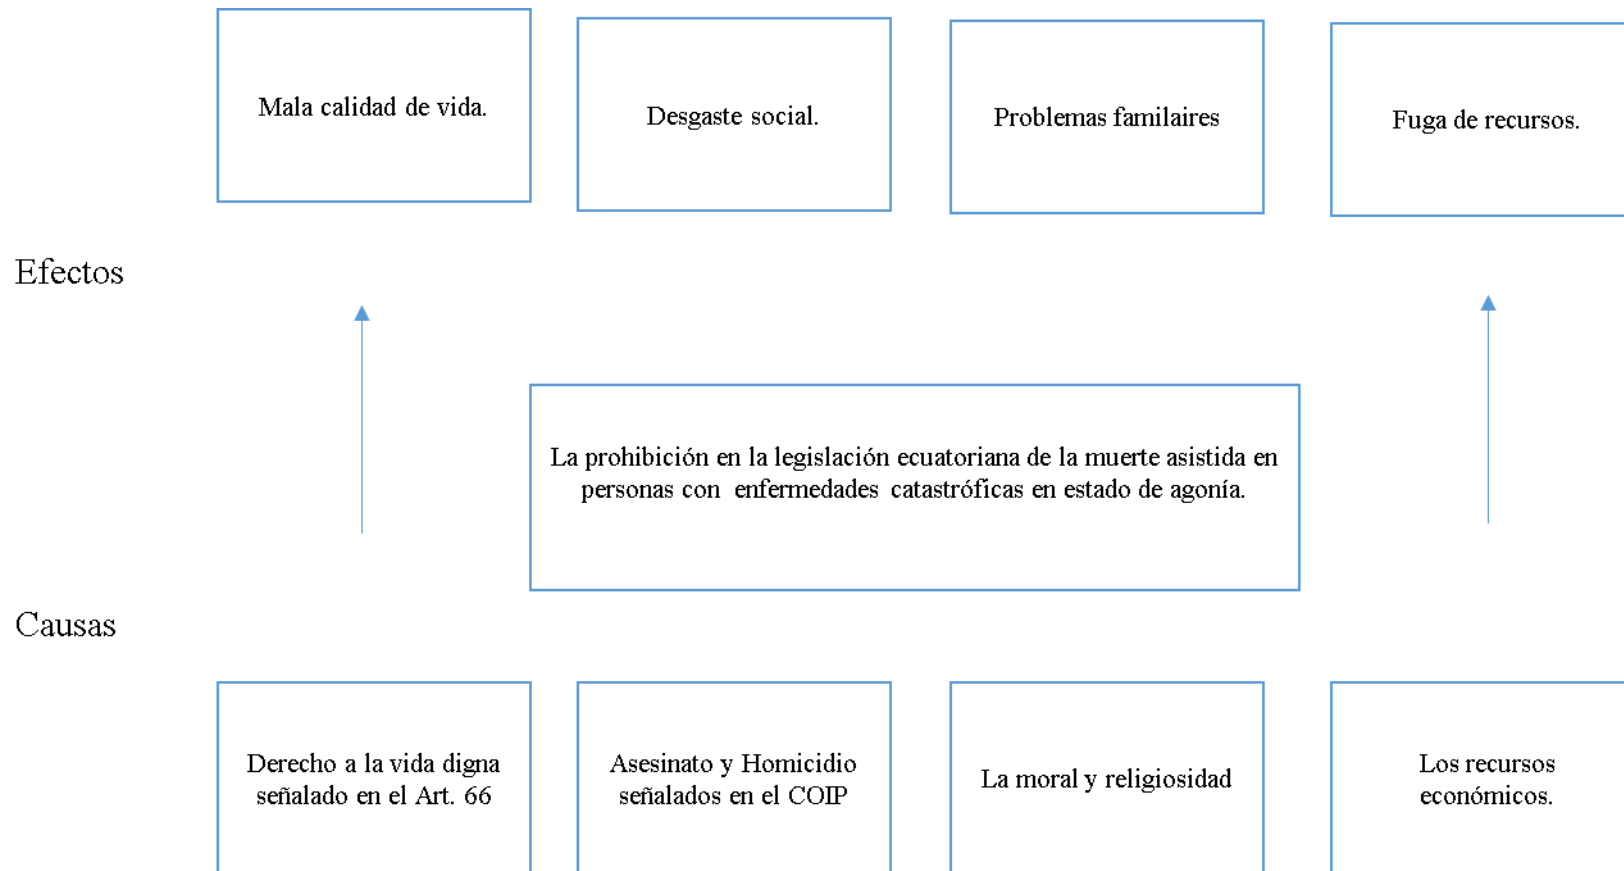 Mala calidad de vida.
Desgaste social.
Problemas familaires
Fuga de recursos.
Efectos
La prohibición en la legislación ecuatoriana de la muerte asistida en
personas con enfermedades catastróficas en estado de agonía.
Causas
Derecho a la vida digna
señalado en el Art. 66
Asesinato y Homicidio
señalados en el COIP
La moral y religiosidad
Los recursos
económicos.